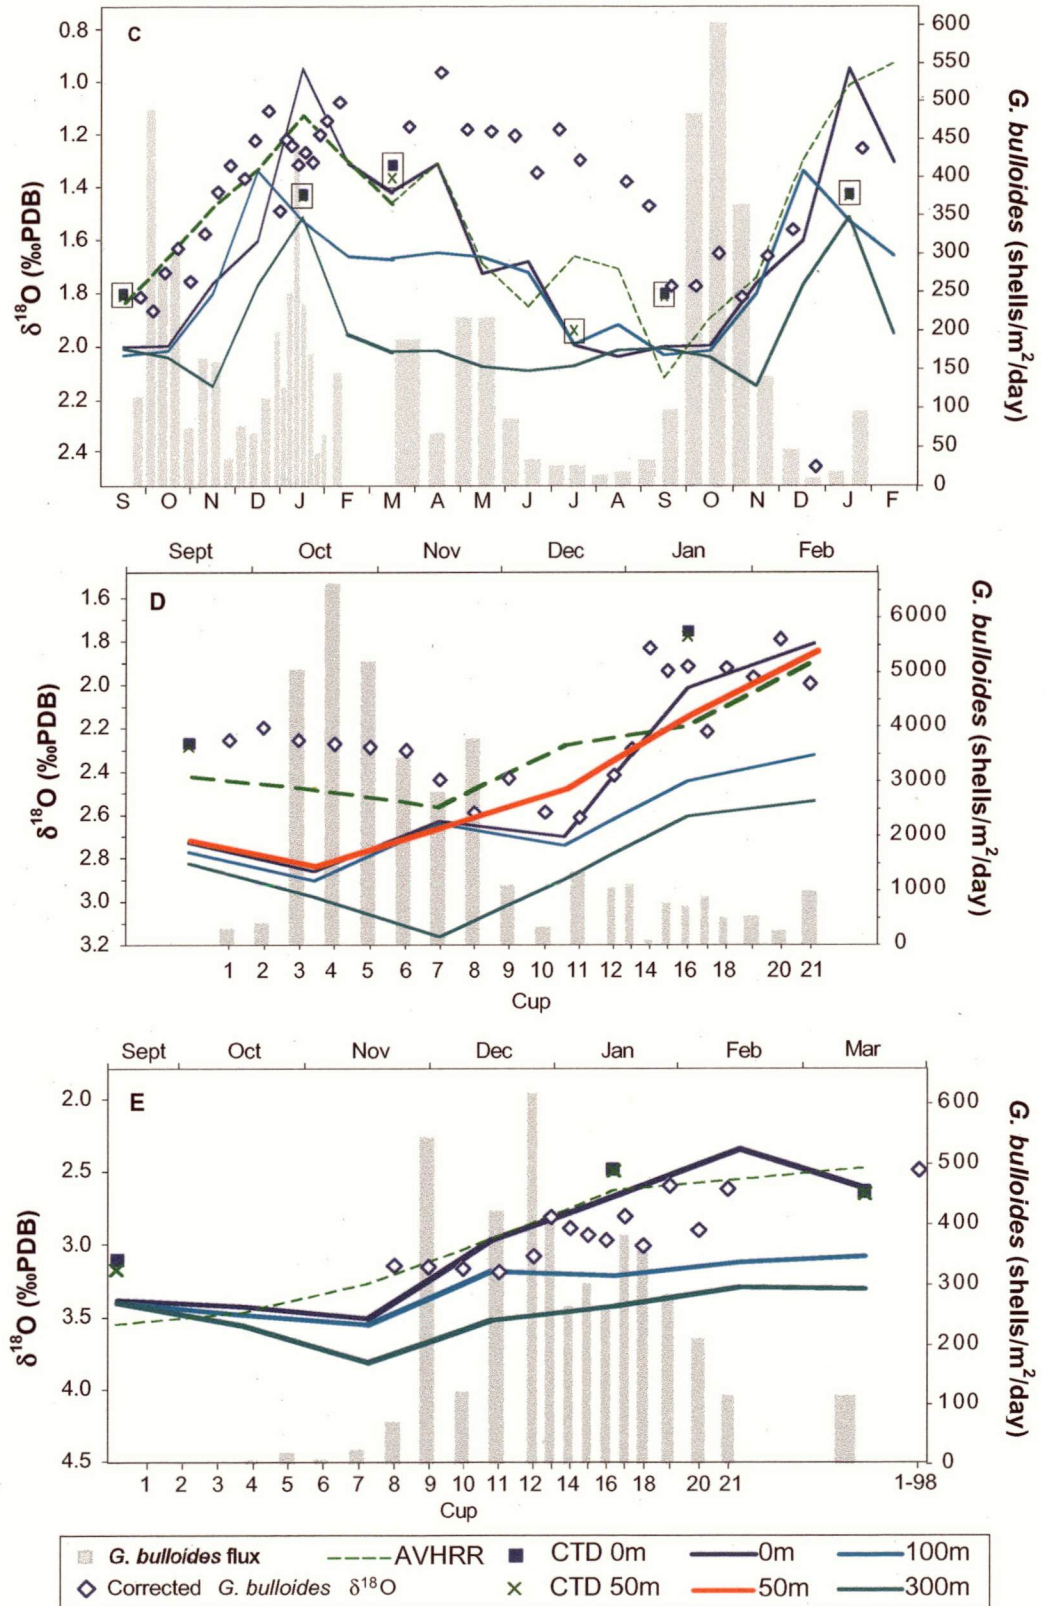 C
0.8
1.0
1.2
1.4
1.6
1.8
2.0
2.2
2.4
δ18O (‰PDB)
600
550
500
450
400
350
300
250
200
150
100
50
0
G. bulloides (shells/m2/day)
S O N D J F M A M J J A S O N D J F
Sept Oct Nov Dec Jan Feb
D
1.6
1.8
2.0
2.2
2.4
2.6
2.8
3.0
3.2
δ18O (‰PDB)
6000
5000
4000
3000
2000
1000
0
G. bulloides (shells/m2/day)
1 2 3 4 5 6 7 8 9 10 11 12 14 16 18 20 21
Cup
Sept Oct Nov Dec Jan Feb Mar
E
2.0
2.5
3.0
3.5
4.0
4.5
δ18O (‰PDB)
600
500
400
300
200
100
0
G. bulloides (shells/m2/day)
1 2 3 4 5 6 7 8 9 10 11 12 14 16 18 20 21 1-98
Cup
G. bulloides flux AVHRR CTD 0m 0m 100m
Corrected G. bulloides δ18O CTD 50m 50m 300m